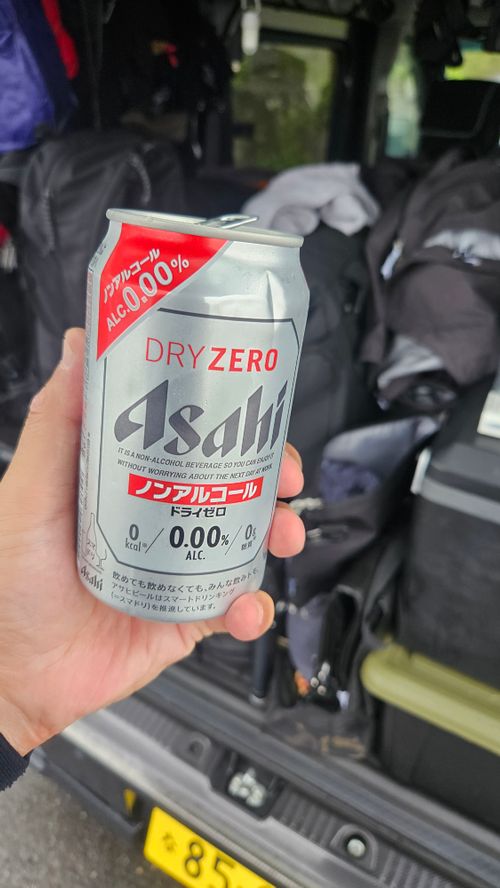 ノンアルコール
ALC.0.00%
DRY ZERO
Asahi
IT IS A NON-ALCOHOL BEVERAGE SO YOU CAN ENJOY IT
WITHOUT WORRYING ABOUT THE NEXT DAY AT WORK.
ノンアルコール
ドライゼロ
0 kcal / 0.00% ALC. / 0g 糖質
飲めても飲めなくても、みんな飲みトモ。
アサヒビールはスマートドリンキング
(=スマドリ)を推進しています。
Asahi
な 85